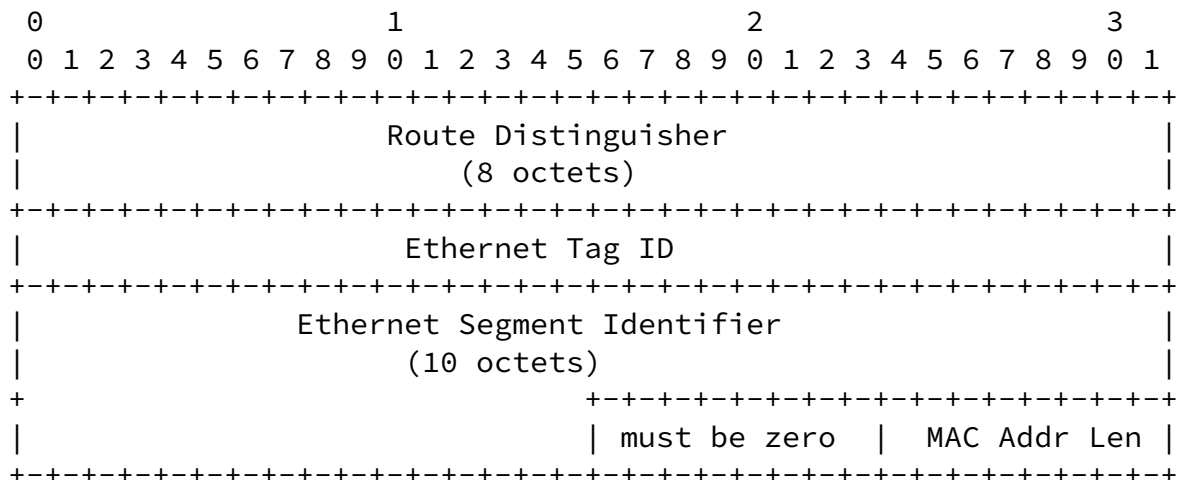 0                   1                   2                   3
 0 1 2 3 4 5 6 7 8 9 0 1 2 3 4 5 6 7 8 9 0 1 2 3 4 5 6 7 8 9 0 1
+-+-+-+-+-+-+-+-+-+-+-+-+-+-+-+-+-+-+-+-+-+-+-+-+-+-+-+-+-+-+-+-+
|                    Route Distinguisher                        |
|                        (8 octets)                             |
+-+-+-+-+-+-+-+-+-+-+-+-+-+-+-+-+-+-+-+-+-+-+-+-+-+-+-+-+-+-+-+-+
|                     Ethernet Tag ID                           |
+-+-+-+-+-+-+-+-+-+-+-+-+-+-+-+-+-+-+-+-+-+-+-+-+-+-+-+-+-+-+-+-+
|               Ethernet Segment Identifier                     |
|                     (10 octets)                               |
+                               +-+-+-+-+-+-+-+-+-+-+-+-+-+-+-+-+
|                               | must be zero  |  MAC Addr Len |
+-+-+-+-+-+-+-+-+-+-+-+-+-+-+-+-+-+-+-+-+-+-+-+-+-+-+-+-+-+-+-+-+